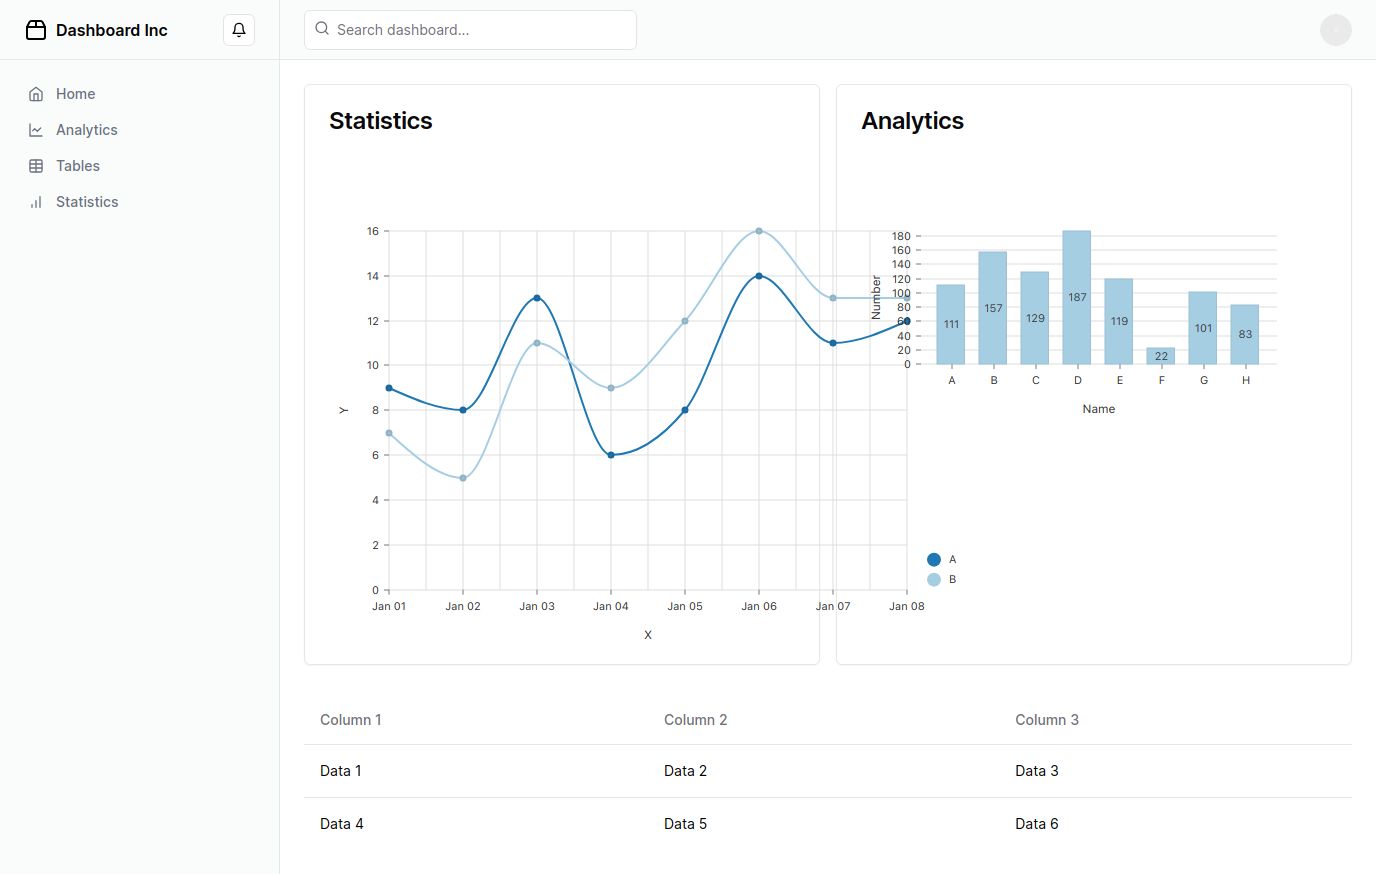 Dashboard Inc
Search dashboard...
Home
Analytics
Tables
Statistics
Statistics
16
14
12
10
8
6
4
2
0
Y
Jan 01 Jan 02 Jan 03 Jan 04 Jan 05 Jan 06 Jan 07 Jan 08
X
A
B
Analytics
180
160
140
120
100
80
60
40
20
0
Number
111 157 129 187 119 22 101 83
A B C D E F G H
Name
Column 1 Column 2 Column 3
Data 1 Data 2 Data 3
Data 4 Data 5 Data 6